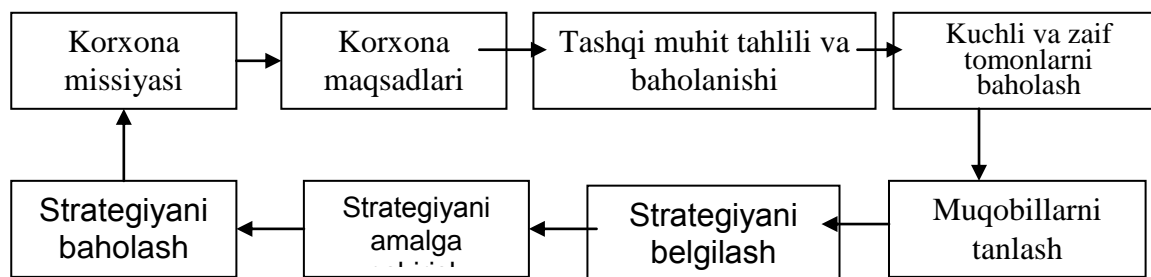 Korxona
missiyasi
Korxona
maqsadlari
Tashqi muhit tahlili va
baholanishi
Kuchli va zaif
tomonlarni
baholash
Strategiyani
baholash
Strategiyani
amalga
Strategiyani
belgilash
Muqobillarni
tanlash